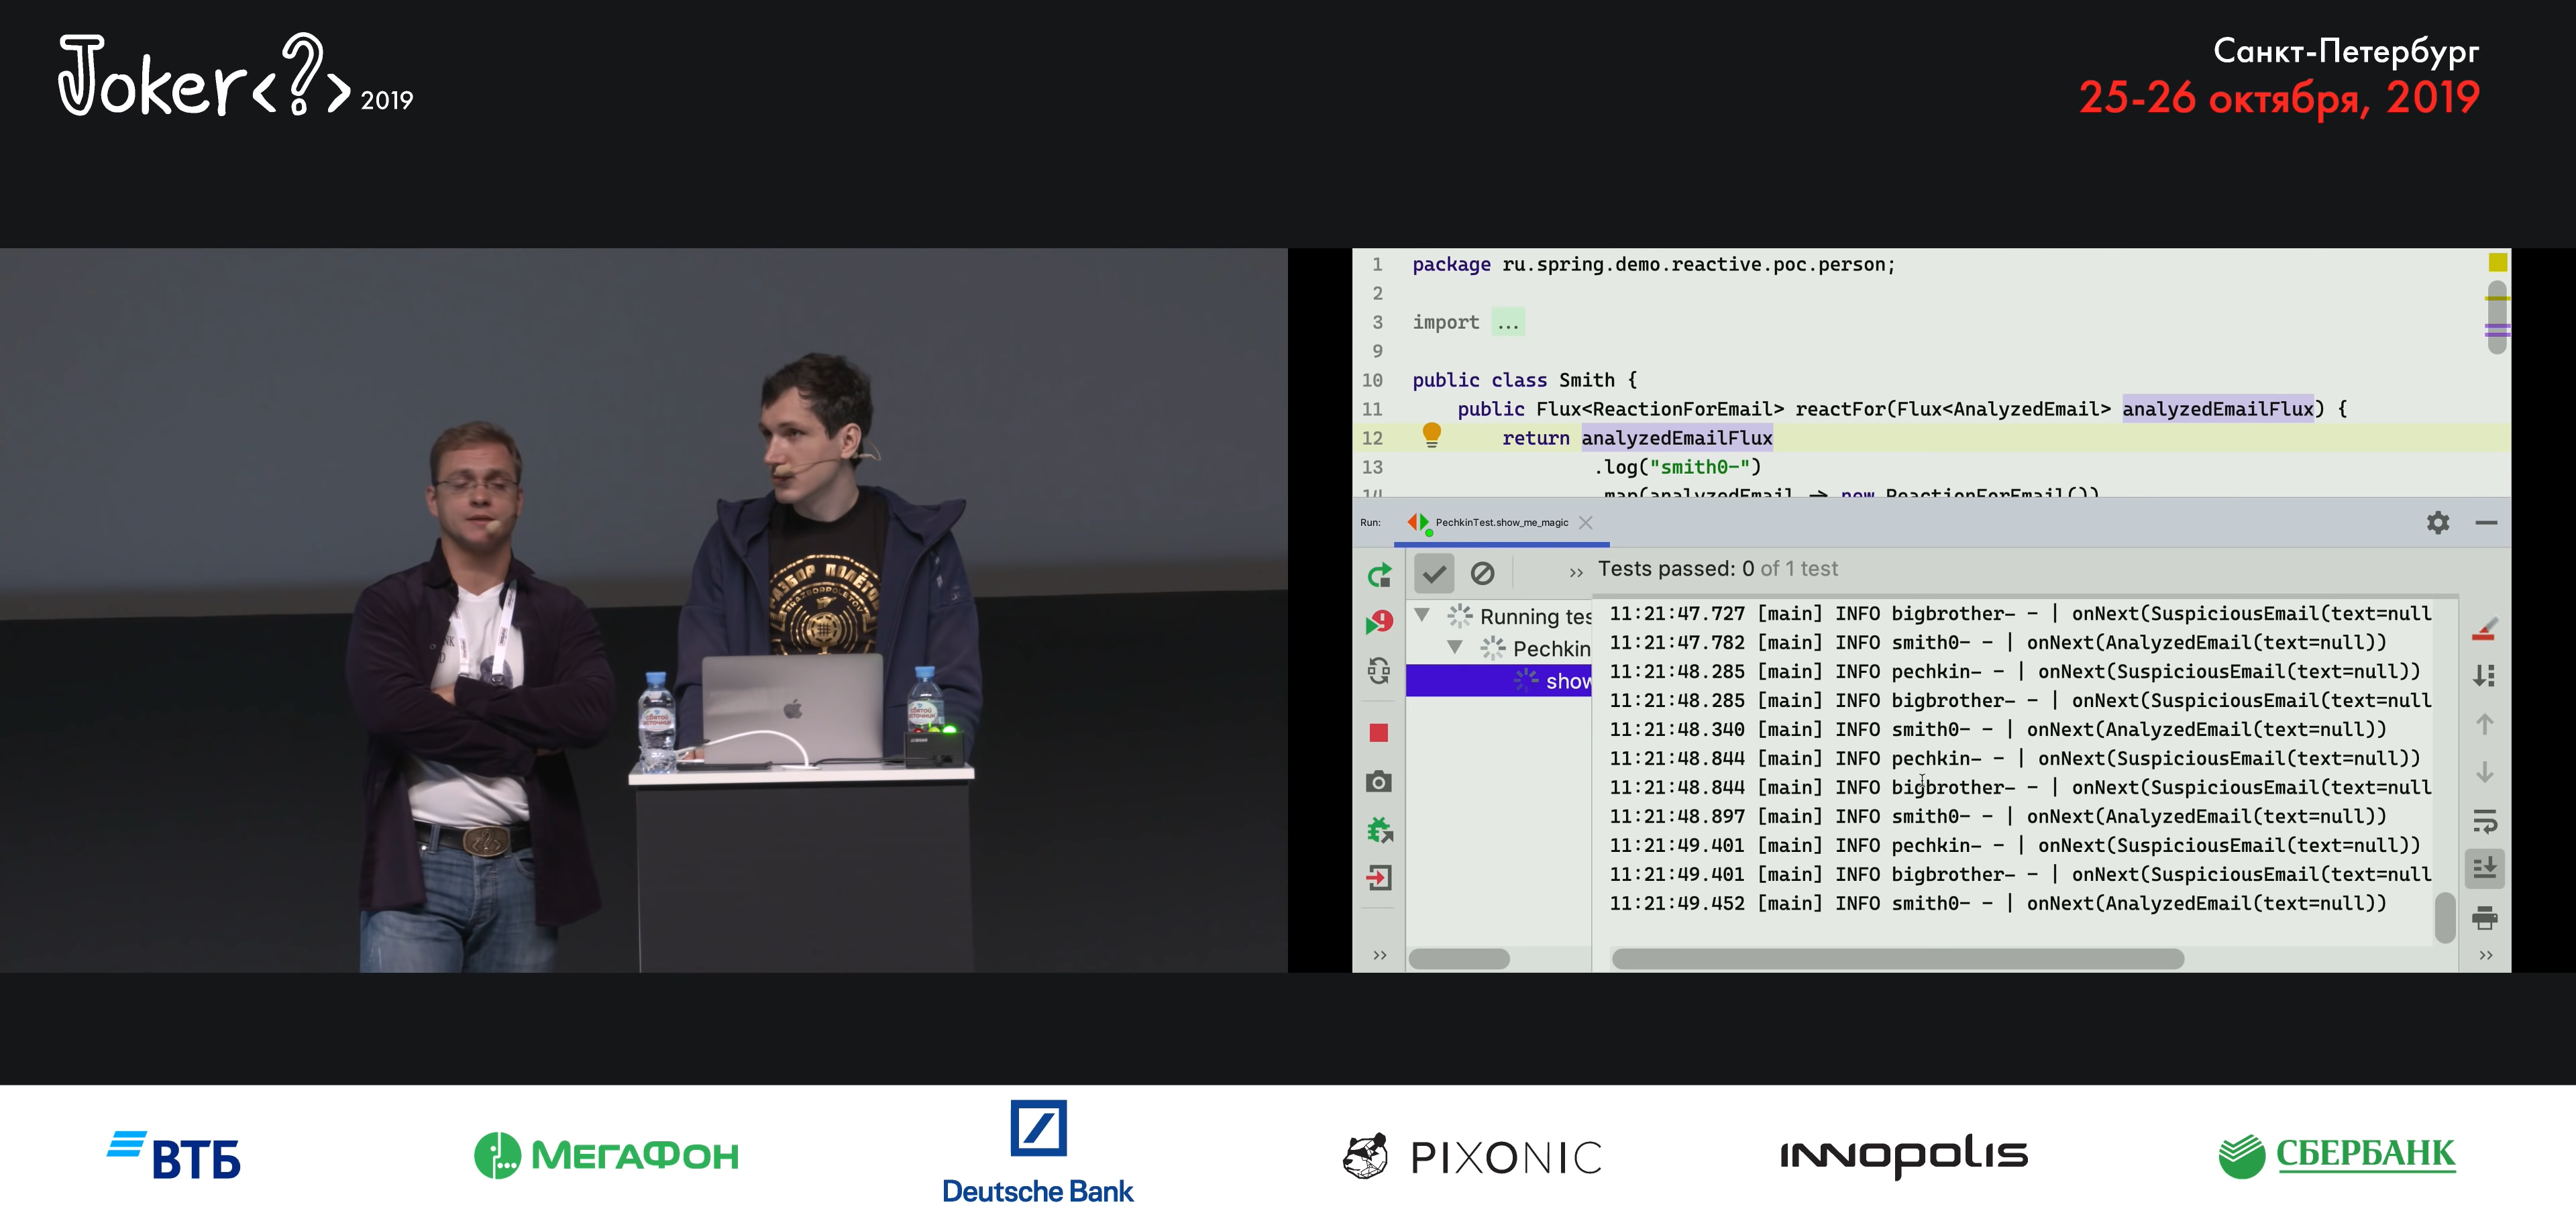 Joker<?> 2019
Санкт-Петербург
25-26 октября, 2019
РАЗБОР ПОЛЁТОВ
СВЯТОЙ ИСТОЧНИК
1 package ru.spring.demo.reactive.poc.person;
2
3 import ...
9
10 public class Smith {
11 public Flux<ReactionForEmail> reactFor(Flux<AnalyzedEmail> analyzedEmailFlux) {
12 return analyzedEmailFlux
13 .log("smith0-")
14 .map(analyzedEmail -> new ReactionForEmail())
Run: PechkinTest.show_me_magic
Tests passed: 0 of 1 test
Running tes
Pechkin
show
11:21:47.727 [main] INFO bigbrother- - | onNext(SuspiciousEmail(text=null
11:21:47.782 [main] INFO smith0- - | onNext(AnalyzedEmail(text=null))
11:21:48.285 [main] INFO pechkin- - | onNext(SuspiciousEmail(text=null))
11:21:48.285 [main] INFO bigbrother- - | onNext(SuspiciousEmail(text=null
11:21:48.340 [main] INFO smith0- - | onNext(AnalyzedEmail(text=null))
11:21:48.844 [main] INFO pechkin- - | onNext(SuspiciousEmail(text=null))
11:21:48.844 [main] INFO bigbrother- - | onNext(SuspiciousEmail(text=null
11:21:48.897 [main] INFO smith0- - | onNext(AnalyzedEmail(text=null))
11:21:49.401 [main] INFO pechkin- - | onNext(SuspiciousEmail(text=null))
11:21:49.401 [main] INFO bigbrother- - | onNext(SuspiciousEmail(text=null
11:21:49.452 [main] INFO smith0- - | onNext(AnalyzedEmail(text=null))
ВТБ
МЕГАФОН
Deutsche Bank
PIXONIC
INNOPOLIS
СБЕРБАНК